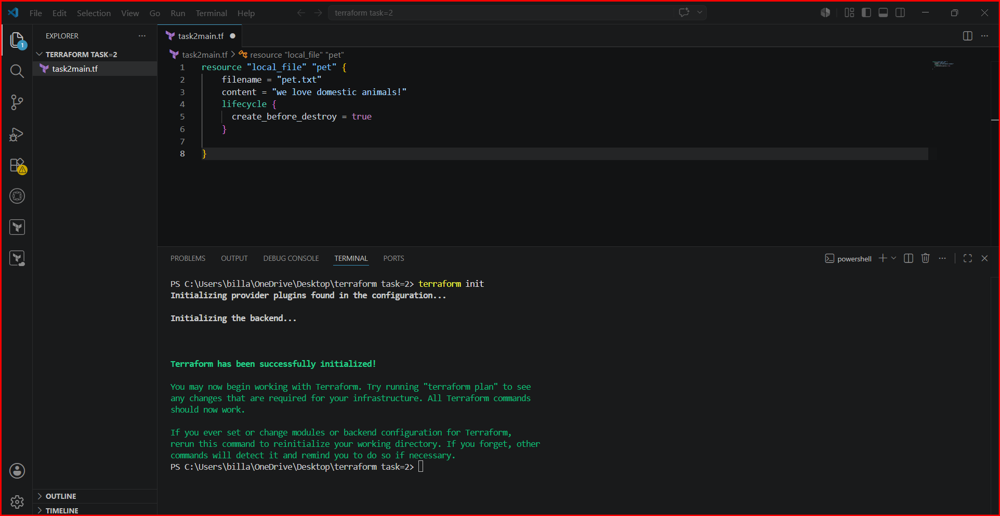 File Edit Selection View Go Run Terminal Help
terraform task=2
EXPLORER
TERRAFORM TASK=2
task2main.tf
1
task2main.tf
task2main.tf > resource "local_file" "pet"
1 resource "local_file" "pet" {
2 filename = "pet.txt"
3 content = "we love domestic animals!"
4 lifecycle {
5 create_before_destroy = true
6 }
7
8 }
PROBLEMS OUTPUT DEBUG CONSOLE TERMINAL PORTS
powershell
PS C:\Users\billa\OneDrive\Desktop\terraform task=2> terraform init
Initializing provider plugins found in the configuration...
Initializing the backend...
Terraform has been successfully initialized!
You may now begin working with Terraform. Try running "terraform plan" to see
any changes that are required for your infrastructure. All Terraform commands
should now work.
If you ever set or change modules or backend configuration for Terraform,
rerun this command to reinitialize your working directory. If you forget, other
commands will detect it and remind you to do so if necessary.
PS C:\Users\billa\OneDrive\Desktop\terraform task=2>
OUTLINE
TIMELINE